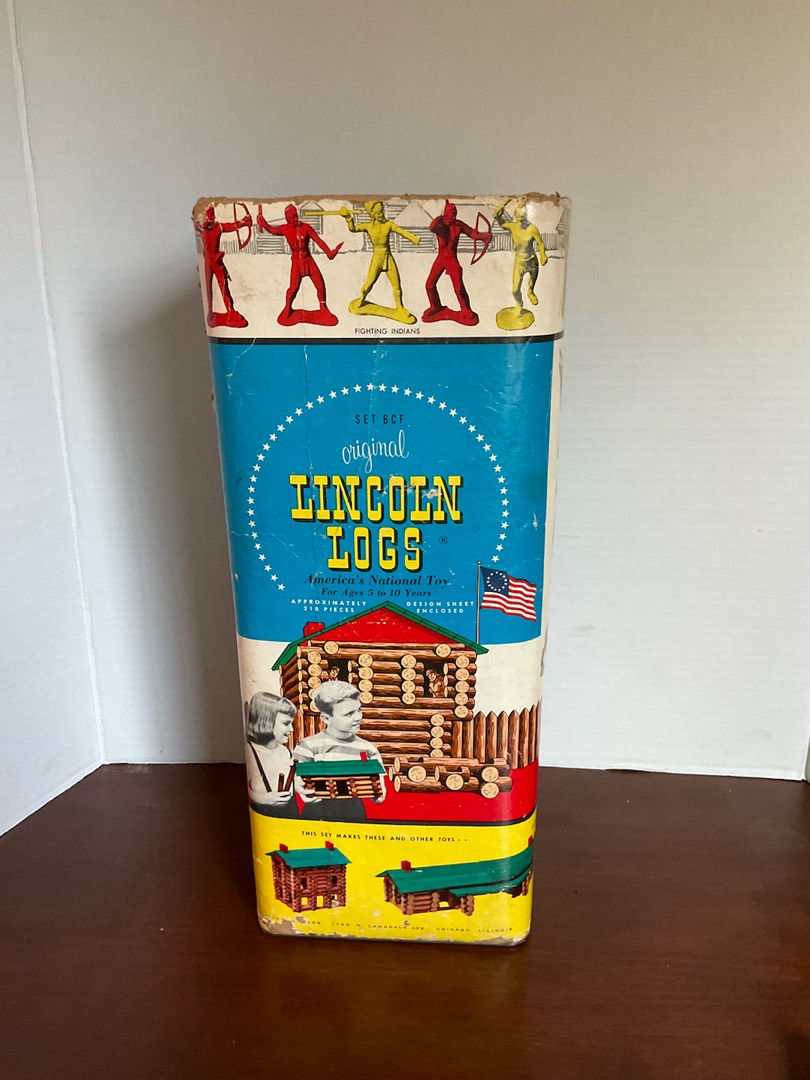 FIGHTING INDIANS
SET 6CF
original
LINCOLN
LOGS ®
America's National Toy
For Ages 5 to 10 Years
APPROXIMATELY
210 PIECES
DESIGN SHEET
ENCLOSED
THIS SET MAKES THESE AND OTHER TOYS . .
N. LAWNDALE AVE. CHICAGO, ILLINOIS